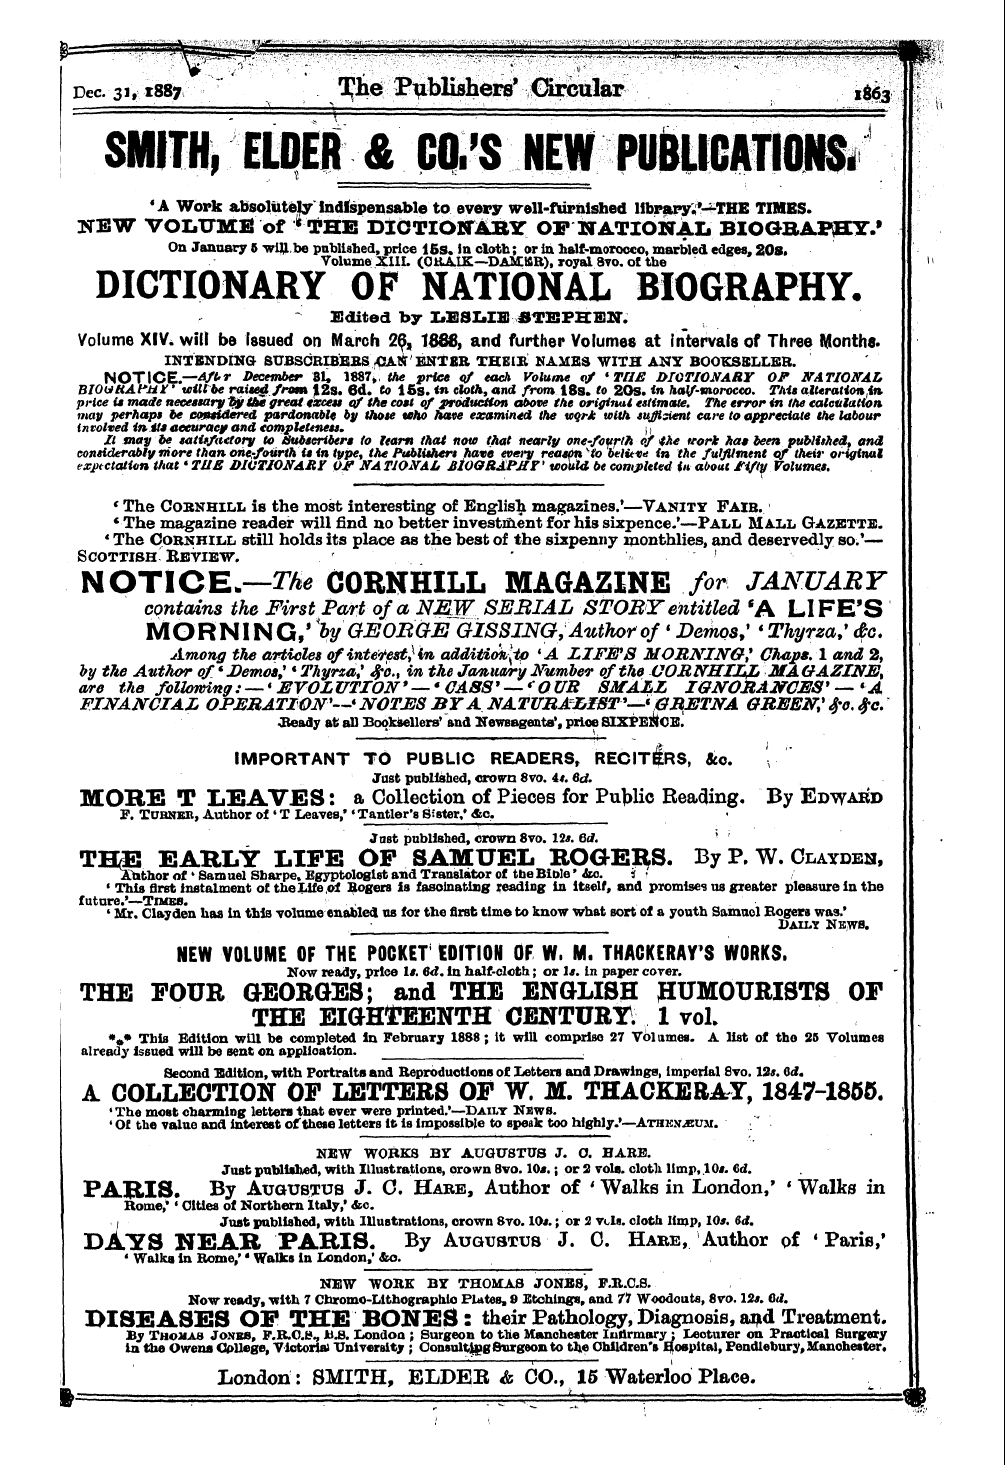 Dec. 31, 1887
The Publishers' Circular
1863
SMITH, ELDER & CO.'S NEW PUBLICATIONS.
'A Work absolutely indispensable to every well-furnished library.'—THE TIMES.
NEW VOLUME of 'THE DICTIONARY OF NATIONAL BIOGRAPHY.'
On January 5 will be published, price 15s. in cloth; or in half-morocco, marbled edges, 20s.
Volume XIII. (CRAIK—DAMER), royal 8vo. of the
DICTIONARY OF NATIONAL BIOGRAPHY.
Edited by LESLIE STEPHEN.
Volume XIV. will be issued on March 26, 1888, and further Volumes at intervals of Three Months.
INTENDING SUBSCRIBERS CAN ENTER THEIR NAMES WITH ANY BOOKSELLER.
NOTICE.—After December 31, 1887, the price of each Volume of 'THE DICTIONARY OF NATIONAL
BIOGRAPHY' will be raised from 12s. 6d. to 15s. in cloth, and from 18s. to 20s. in half-morocco. This alteration in
price is made necessary by the great excess of the cost of production above the original estimate. The error in the calculation
may perhaps be considered pardonable by those who have examined the work with sufficient care to appreciate the labour
involved in its accuracy and completeness.
It may be satisfactory to Subscribers to learn that now that nearly one-fourth of the work has been published, and
considerably more than one-fourth is in type, the Publishers have every reason to believe in the fulfilment of their original
expectation that 'THE DICTIONARY OF NATIONAL BIOGRAPHY' would be completed in about Fifty Volumes.
'The CORNHILL is the most interesting of English magazines.'—VANITY FAIR.
'The magazine reader will find no better investment for his sixpence.'—PALL MALL GAZETTE.
'The CORNHILL still holds its place as the best of the sixpenny monthlies, and deservedly so.'—
SCOTTISH REVIEW.
NOTICE.—The CORNHILL MAGAZINE for JANUARY
contains the First Part of a NEW SERIAL STORY entitled 'A LIFE'S
MORNING,' by GEORGE GISSING, Author of 'Demos,' 'Thyrza,' &c.
Among the articles of interest, in addition to 'A LIFE'S MORNING,' Chaps. 1 and 2,
by the Author of 'Demos,' 'Thyrza,' &c., in the January Number of the CORNHILL MAGAZINE,
are the following:—'EVOLUTION'—'CASS'—'OUR SMALL IGNORANCES'—'A
FINANCIAL OPERATION'—'NOTES BY A NATURALIST'—'GRETNA GREEN,' &c. &c.
Ready at all Booksellers' and Newsagents', price SIXPENCE.
IMPORTANT TO PUBLIC READERS, RECITERS, &c.
Just published, crown 8vo. 4s. 6d.
MORE T LEAVES: a Collection of Pieces for Public Reading. By EDWARD
F. TURNER, Author of 'T Leaves,' 'Tantler's Sister,' &c.
Just published, crown 8vo. 12s. 6d.
THE EARLY LIFE OF SAMUEL ROGERS. By P. W. CLAYDEN,
Author of 'Samuel Sharpe, Egyptologist and Translator of the Bible' &c.
'This first instalment of the Life of Rogers is fascinating reading in itself, and promises us greater pleasure in the
future.'—TIMES.
'Mr. Clayden has in this volume enabled us for the first time to know what sort of a youth Samuel Rogers was.'
DAILY NEWS.
NEW VOLUME OF THE POCKET EDITION OF W. M. THACKERAY'S WORKS.
Now ready, price 1s. 6d. in half-cloth; or 1s. in paper cover.
THE FOUR GEORGES; and THE ENGLISH HUMOURISTS OF
THE EIGHTEENTH CENTURY. 1 vol.
*** This Edition will be completed in February 1888; it will comprise 27 Volumes. A list of the 25 Volumes
already issued will be sent on application.
Second Edition, with Portraits and Reproductions of Letters and Drawings, imperial 8vo. 12s. 6d.
A COLLECTION OF LETTERS OF W. M. THACKERAY, 1847-1855.
'The most charming letters that ever were printed.'—DAILY NEWS.
'Of the value and interest of these letters it is impossible to speak too highly.'—ATHENÆUM.
NEW WORKS BY AUGUSTUS J. C. HARE.
Just published, with Illustrations, crown 8vo. 10s.; or 2 vols. cloth limp, 10s. 6d.
PARIS. By AUGUSTUS J. C. HARE, Author of 'Walks in London,' 'Walks in
Rome,' 'Cities of Northern Italy,' &c.
Just published, with Illustrations, crown 8vo. 10s.; or 2 vols. cloth limp, 10s. 6d.
DAYS NEAR PARIS. By AUGUSTUS J. C. HARE, Author of 'Paris,'
'Walks in Rome,' 'Walks in London,' &c.
NEW WORK BY THOMAS JONES, F.R.C.S.
Now ready, with 7 Chromo-Lithographic Plates, 9 Etchings, and 77 Woodcuts, 8vo. 12s. 6d.
DISEASES OF THE BONES: their Pathology, Diagnosis, and Treatment.
By THOMAS JONES, F.R.C.S., B.S. London; Surgeon to the Manchester Infirmary; Lecturer on Practical Surgery
in the Owens College, Victoria University; Consulting Surgeon to the Children's Hospital, Pendlebury, Manchester.
London: SMITH, ELDER & CO., 15 Waterloo Place.